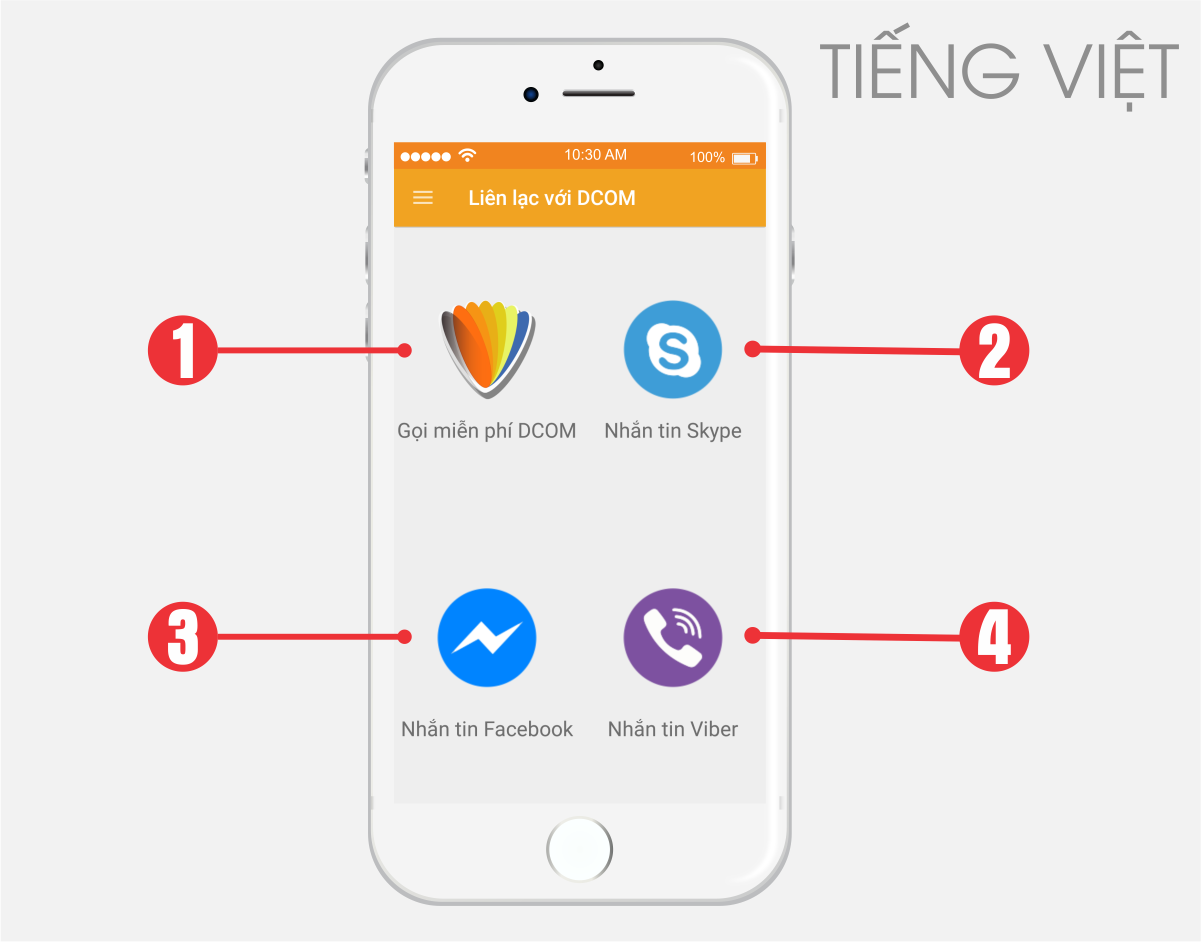 TIẾNG VIỆT
10:30 AM 100%
Liên lạc với DCOM
1
2
Gọi miễn phí DCOM
Nhắn tin Skype
3
4
Nhắn tin Facebook
Nhắn tin Viber